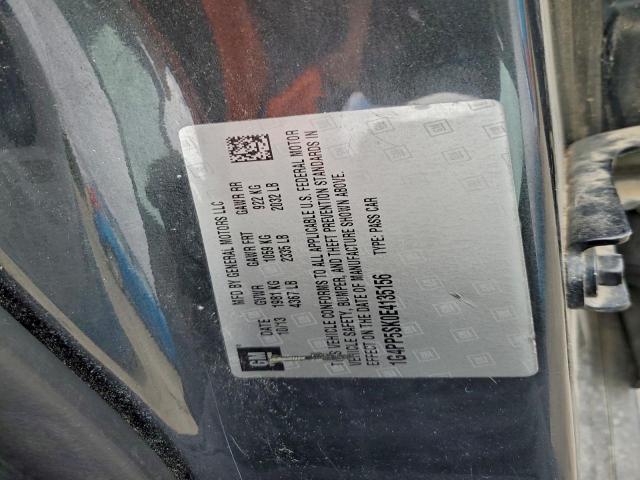 GM
MFD BY GENERAL MOTORS LLC
DATE GVWR GAWR FRT GAWR RR
10/13 1981 KG 1059 KG 922 KG
4367 LB 2335 LB 2032 LB
THIS VEHICLE CONFORMS TO ALL APPLICABLE U.S. FEDERAL MOTOR
VEHICLE SAFETY, BUMPER, AND THEFT PREVENTION STANDARDS IN
EFFECT ON THE DATE OF MANUFACTURE SHOWN ABOVE.
1G4PP5SK0E4135156 TYPE: PASS CAR